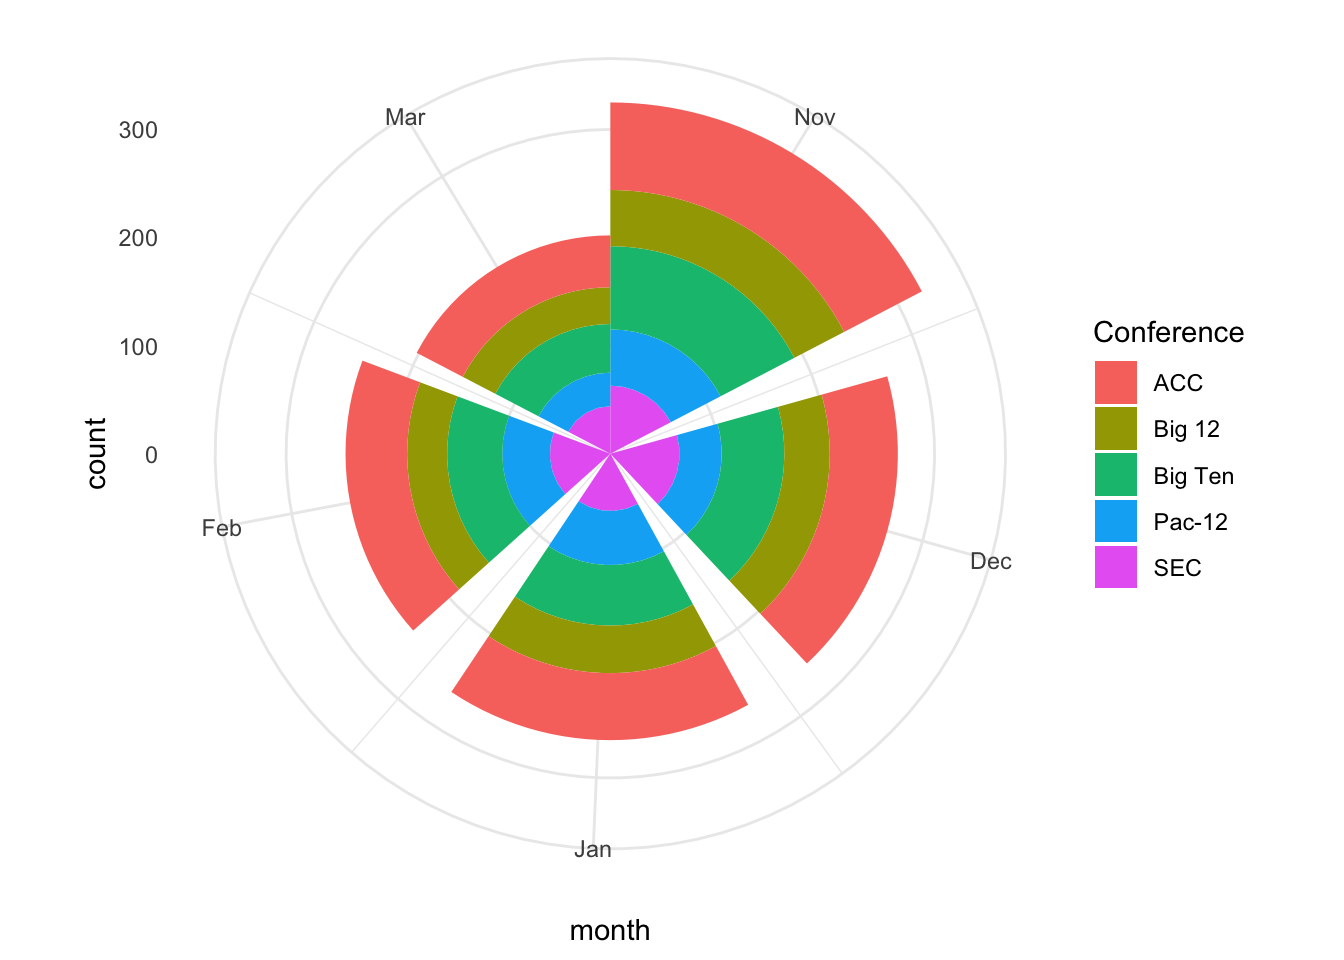 Mar
Nov
300
200
100
0
count
Feb
Dec
Jan
month
Conference
ACC
Big 12
Big Ten
Pac-12
SEC